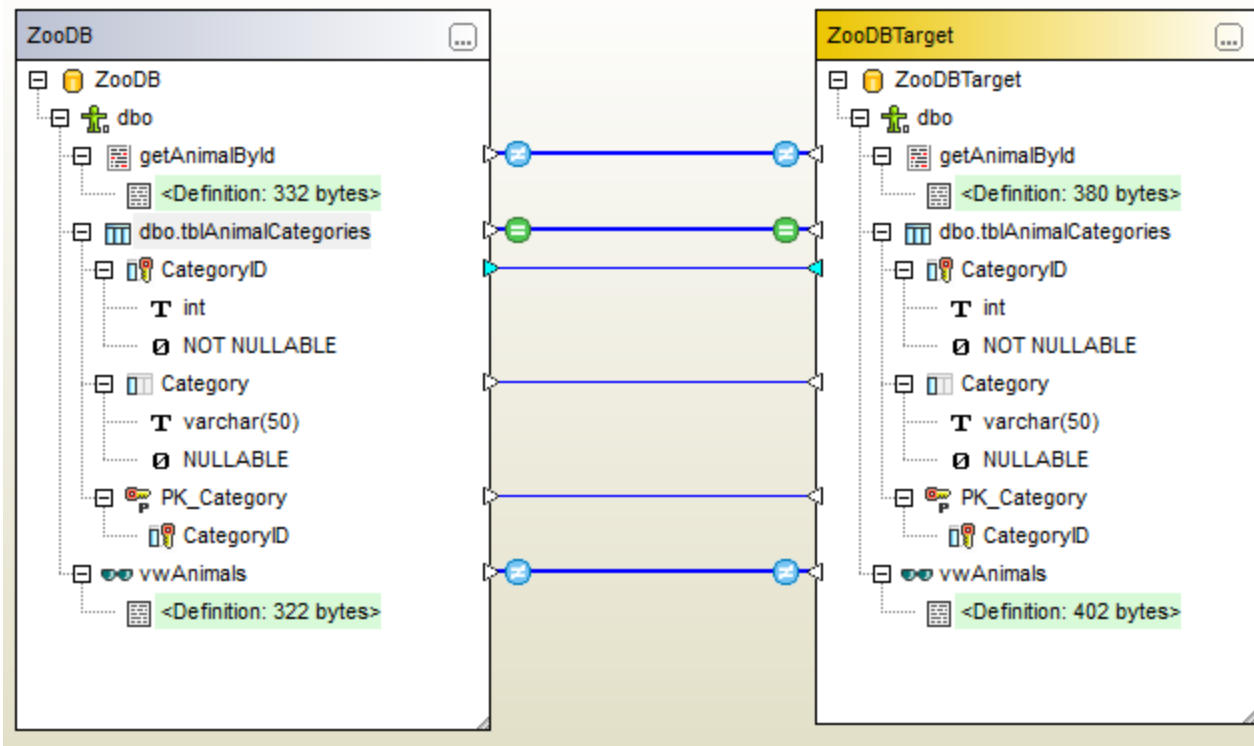 ZooDB
...
ZooDB
dbo
getAnimalById
<Definition: 332 bytes>
dbo.tblAnimalCategories
CategoryID
T int
NOT NULLABLE
Category
T varchar(50)
NULLABLE
PK_Category
CategoryID
vwAnimals
<Definition: 322 bytes>
ZooDBTarget
...
ZooDBTarget
dbo
getAnimalById
<Definition: 380 bytes>
dbo.tblAnimalCategories
CategoryID
T int
NOT NULLABLE
Category
T varchar(50)
NULLABLE
PK_Category
CategoryID
vwAnimals
<Definition: 402 bytes>